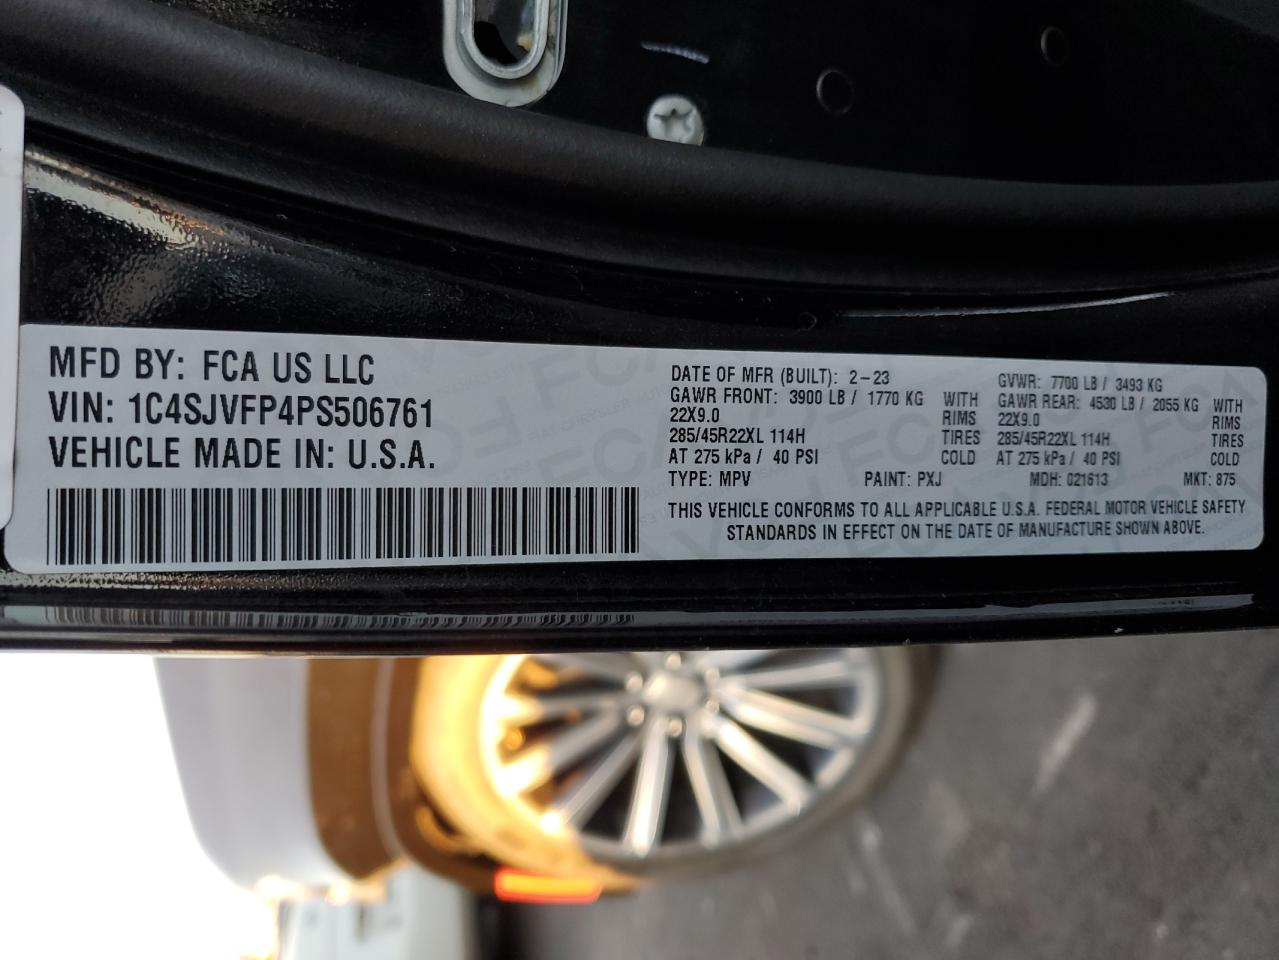 MFD BY: FCA US LLC
VIN: 1C4SJVFP4PS506761
VEHICLE MADE IN: U.S.A.
DATE OF MFR (BUILT): 2-23 GVWR: 7700 LB / 3493 KG
GAWR FRONT: 3900 LB / 1770 KG WITH GAWR REAR: 4530 LB / 2055 KG WITH
22X9.0 RIMS 22X9.0 RIMS
285/45R22XL 114H TIRES 285/45R22XL 114H TIRES
AT 275 kPa / 40 PSI COLD AT 275 kPa / 40 PSI COLD
TYPE: MPV PAINT: PXJ MDH: 021613 MKT: 875
THIS VEHICLE CONFORMS TO ALL APPLICABLE U.S.A. FEDERAL MOTOR VEHICLE SAFETY
STANDARDS IN EFFECT ON THE DATE OF MANUFACTURE SHOWN ABOVE.